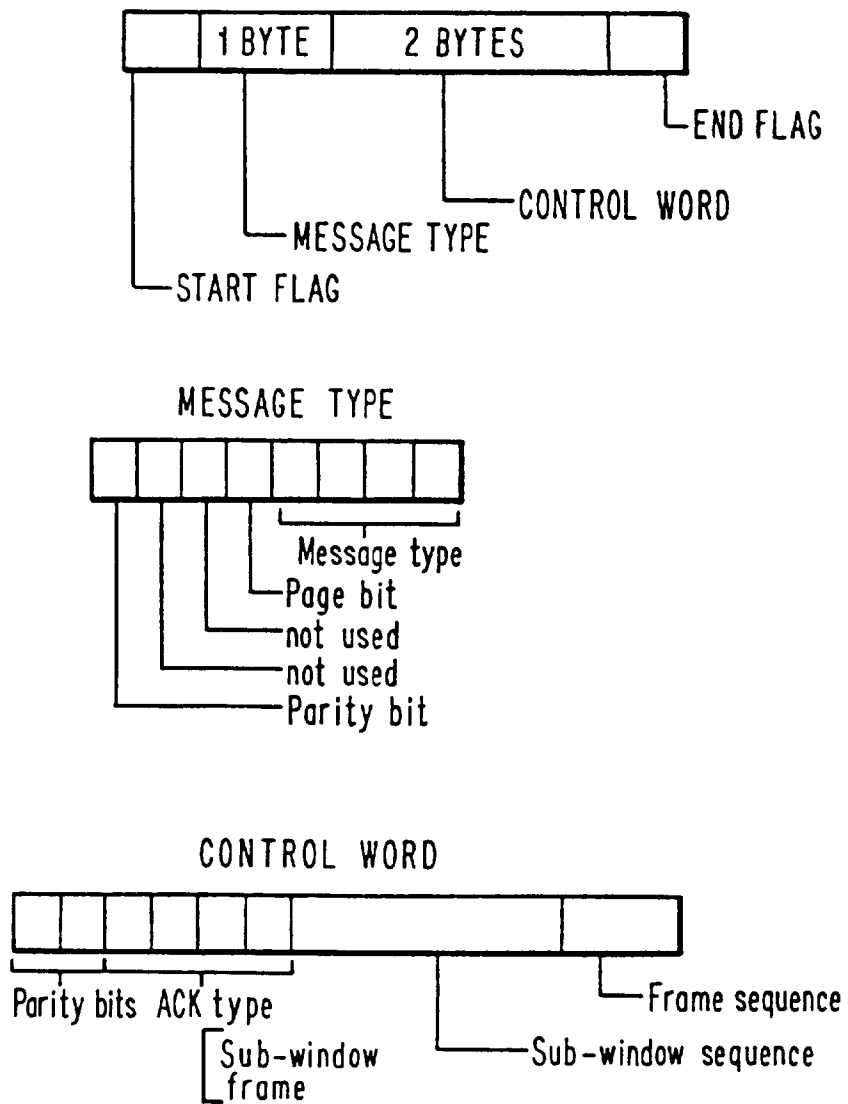 1 BYTE 2 BYTES
END FLAG
CONTROL WORD
MESSAGE TYPE
START FLAG
MESSAGE TYPE
Message type
Page bit
not used
not used
Parity bit
CONTROL WORD
Parity bits ACK type
Frame sequence
Sub-window
Sub-window sequence
frame